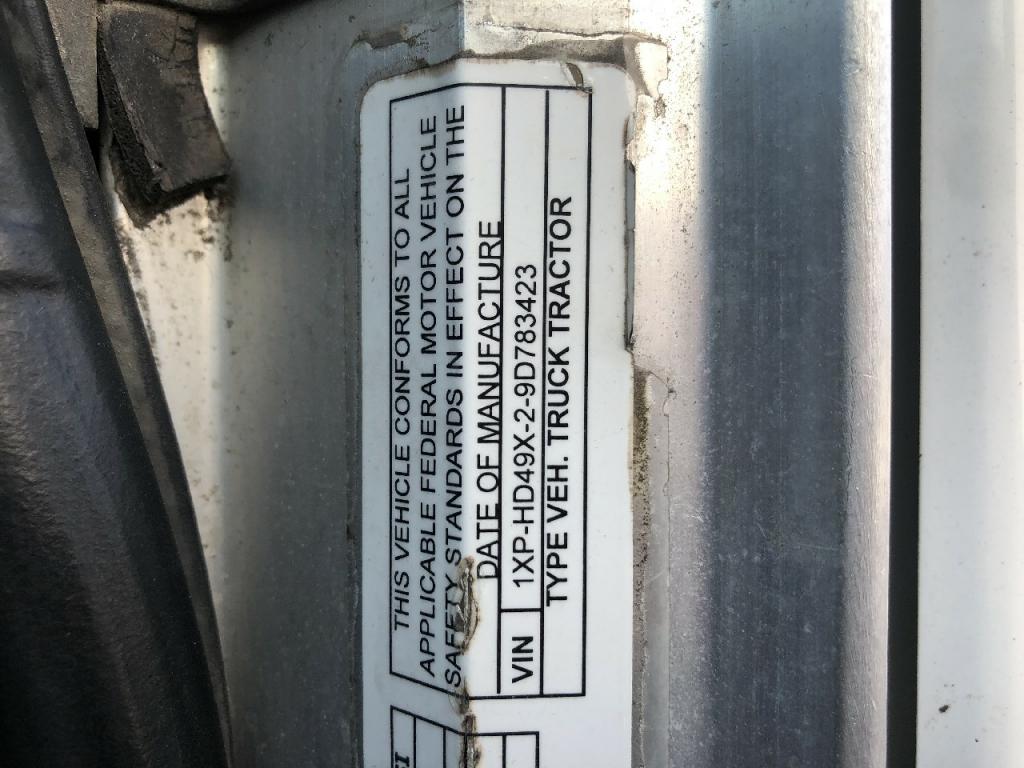 THIS VEHICLE CONFORMS TO ALL
APPLICABLE FEDERAL MOTOR VEHICLE
SAFETY STANDARDS IN EFFECT ON THE
DATE OF MANUFACTURE
VIN 1XP-HD49X-2-9D783423
TYPE VEH. TRUCK TRACTOR